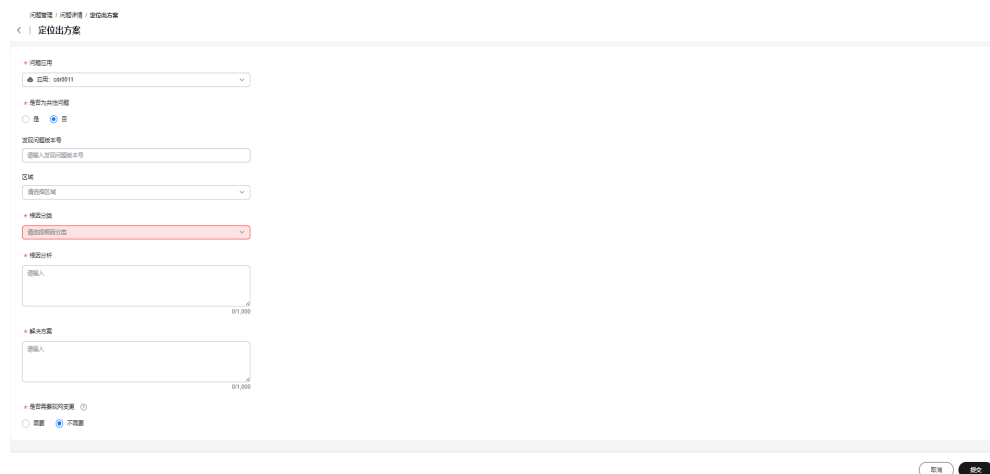 问题管理 / 问题详情 / 定位出方案
定位出方案
* 问题应用
应用：cdr0011
* 是否为共性问题
是 否
发现问题版本号
请输入发现问题版本号
区域
请选择区域
* 根因分类
请选择根因分类
* 根因分析
请输入
0/1,000
* 解决方案
请输入
0/1,000
* 是否需要现网变更 ?
需要 不需要
取消 提交